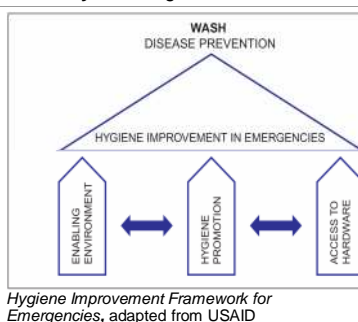 WASH
DISEASE PREVENTION
HYGIENE IMPROVEMENT IN EMERGENCIES
ENABLING
ENVIRONMENT
HYGIENE
PROMOTION
ACCESS TO
HARDWARE
Hygiene Improvement Framework for
Emergencies, adapted from USAID